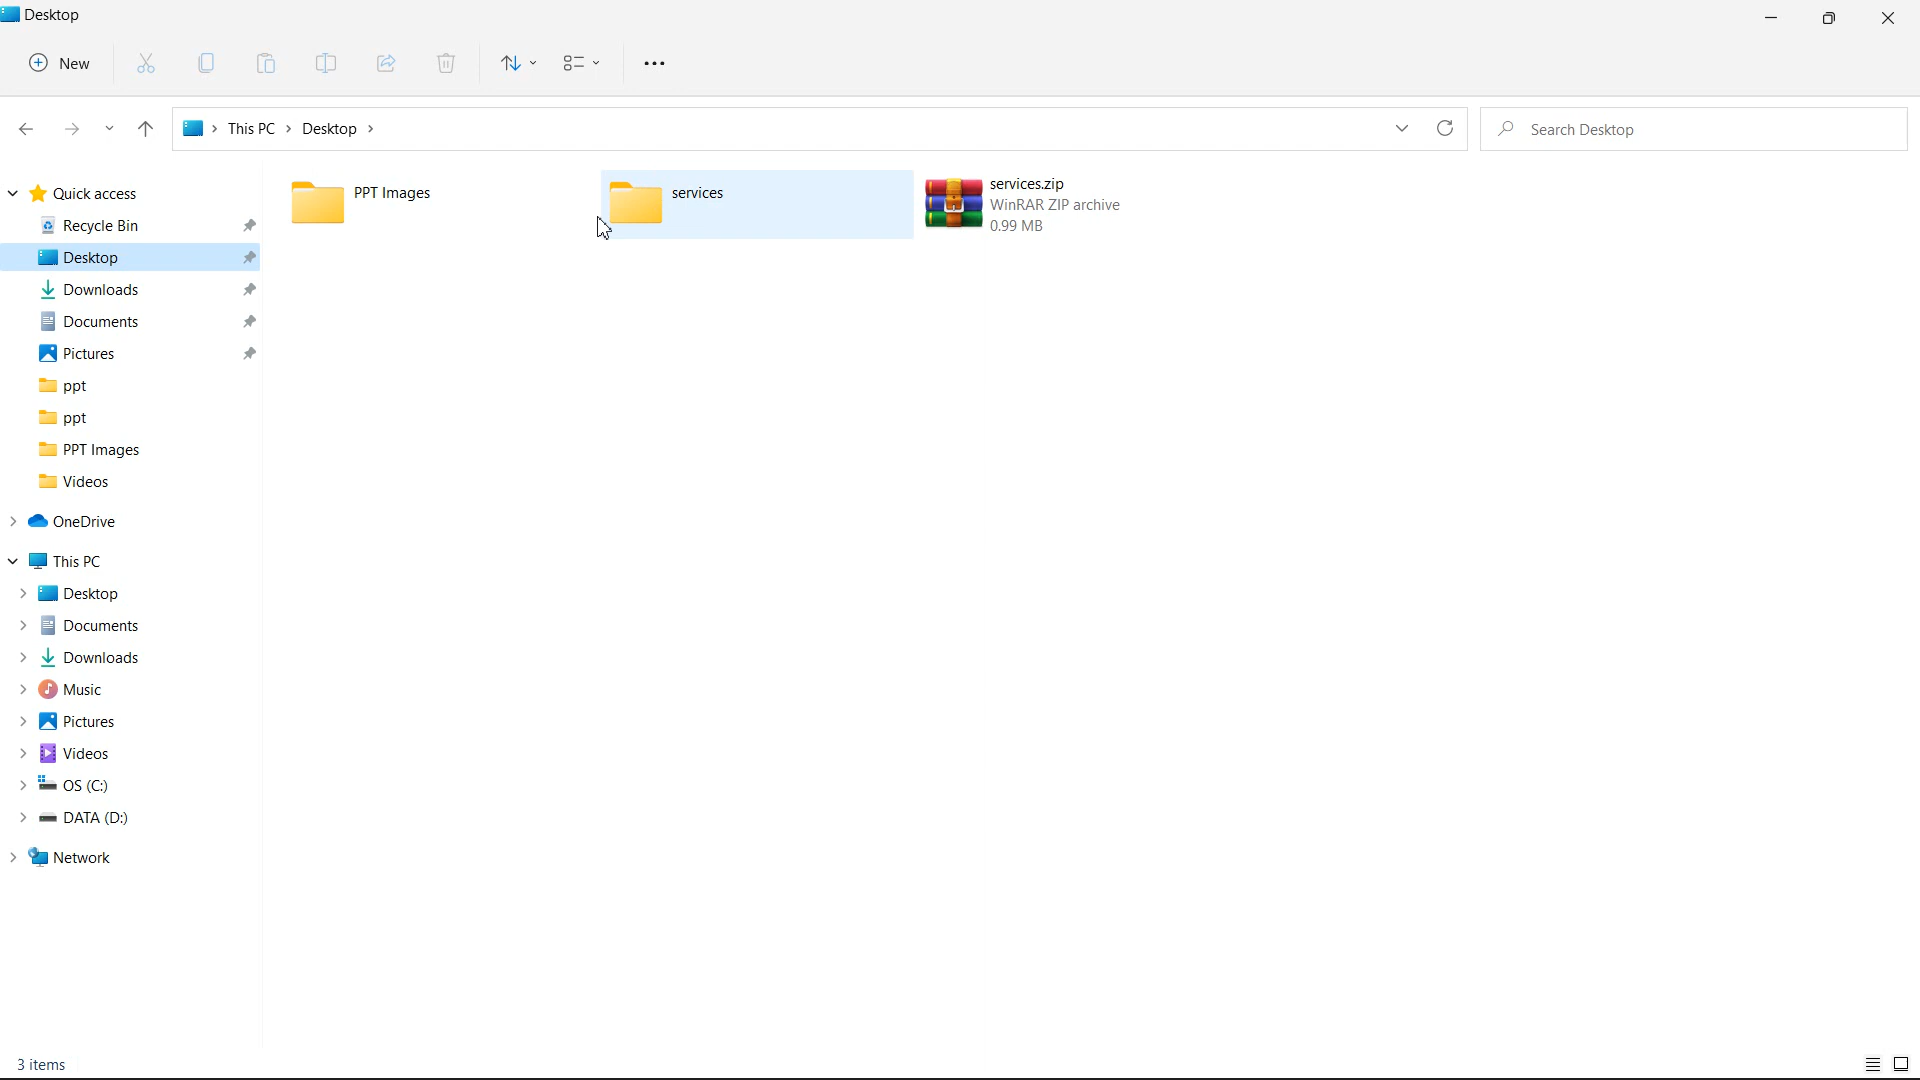 Desktop
New
This PC > Desktop >
Search Desktop
Quick access
Recycle Bin
Desktop
Downloads
Documents
Pictures
ppt
ppt
PPT Images
Videos
OneDrive
This PC
Desktop
Documents
Downloads
Music
Pictures
Videos
OS (C:)
DATA (D:)
Network
PPT Images
services
services.zip
WinRAR ZIP archive
0.99 MB
3 items